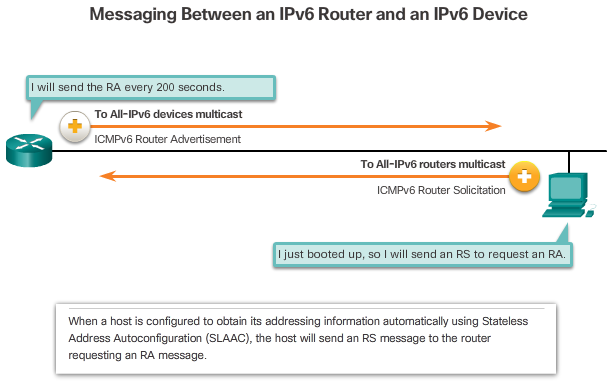 Messaging Between an IPv6 Router and an IPv6 Device
I will send the RA every 200 seconds.
To All-IPv6 devices multicast
ICMPv6 Router Advertisement
To All-IPv6 routers multicast
ICMPv6 Router Solicitation
I just booted up, so I will send an RS to request an RA.
When a host is configured to obtain its addressing information automatically using Stateless
Address Autoconfiguration (SLAAC), the host will send an RS message to the router
requesting an RA message.